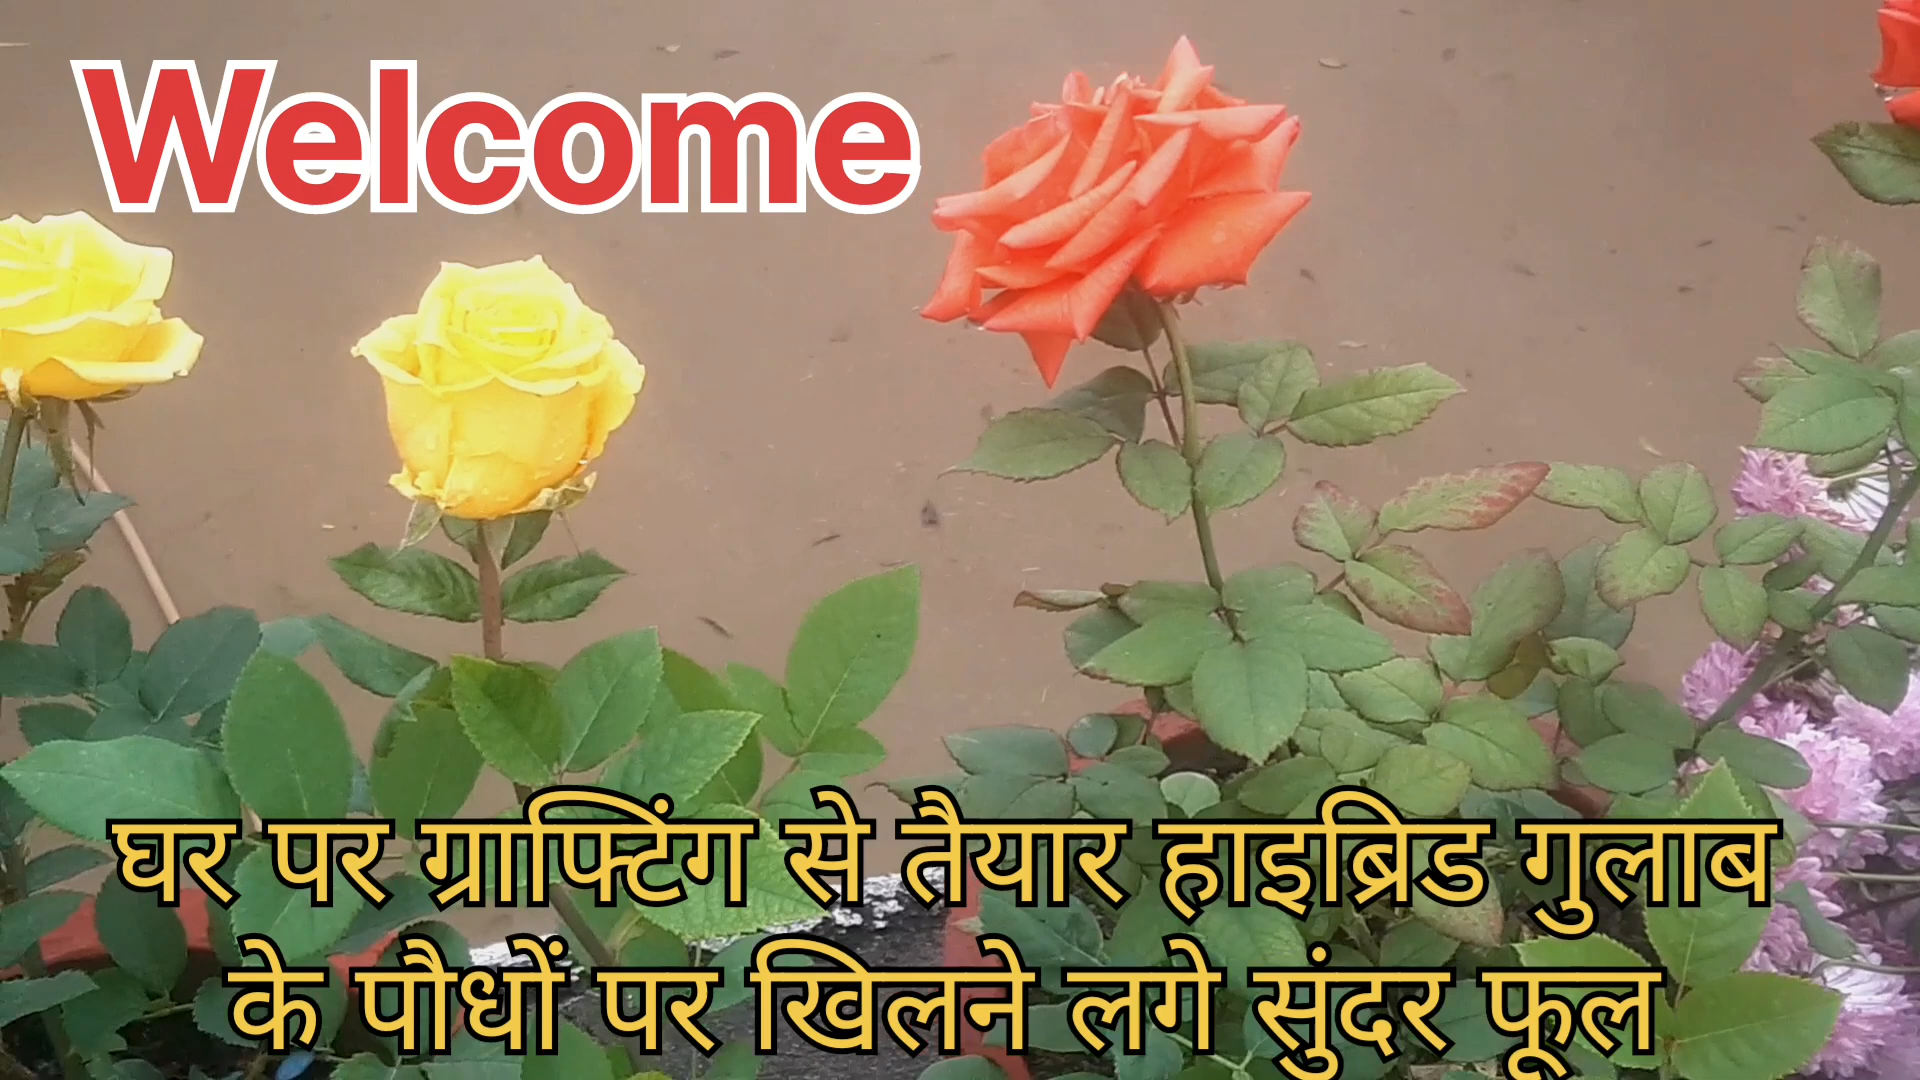 Welcome
घर पर ग्राफ्टिंग से तैयार हाइब्रिड गुलाब
के पौधों पर खिलने लगे सुंदर फूल